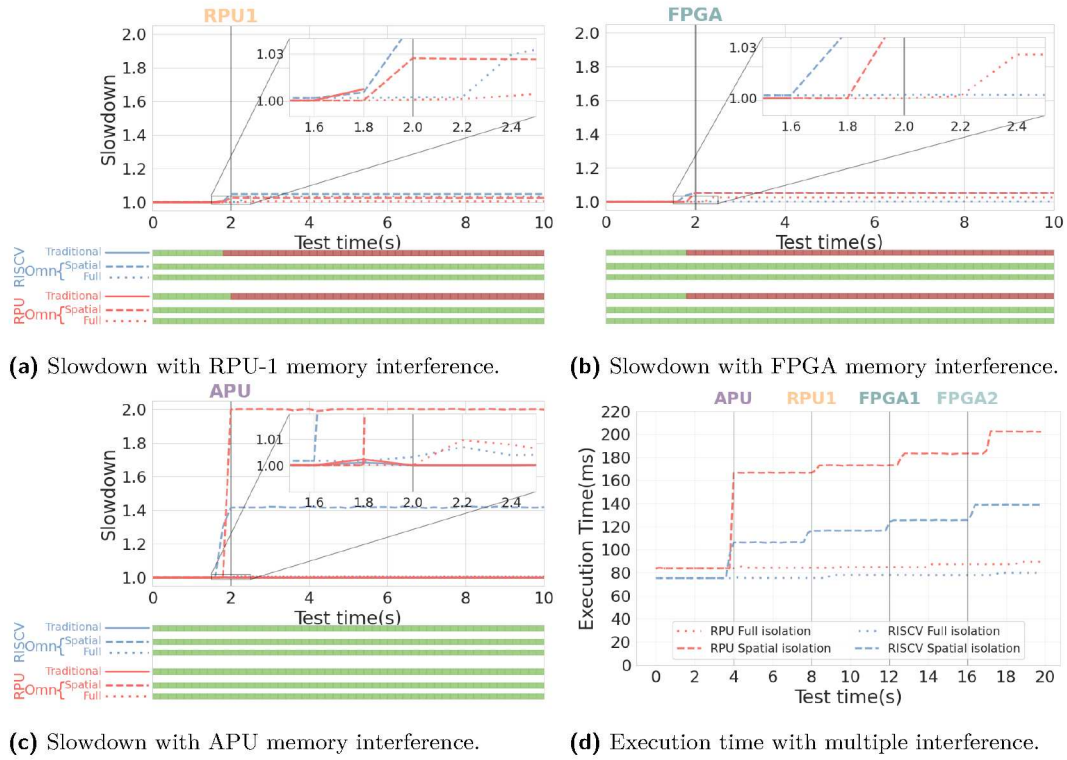 RPU1
2.0
1.8
1.6
1.4
1.2
1.0
Slowdown
1.03
1.00
1.6 1.8 2.0 2.2 2.4
0 2 4 6 8 10
Test time(s)
RISCV
Traditional
Omn{ Spatial
Full
RPU
Traditional
Omn{ Spatial
Full
(a) Slowdown with RPU-1 memory interference.
FPGA
2.0
1.8
1.6
1.4
1.2
1.0
1.03
1.00
1.6 1.8 2.0 2.2 2.4
0 2 4 6 8 10
Test time(s)
(b) Slowdown with FPGA memory interference.
APU
2.0
1.8
1.6
1.4
1.2
1.0
Slowdown
1.01
1.00
1.6 1.8 2.0 2.2 2.4
0 2 4 6 8 10
Test time(s)
RISCV
Traditional
Omn{ Spatial
Full
RPU
Traditional
Omn{ Spatial
Full
(c) Slowdown with APU memory interference.
APU RPU1 FPGA1 FPGA2
220
200
180
160
140
120
100
80
60
40
20
0
Execution Time(ms)
RPU Full isolation RISCV Full isolation
RPU Spatial isolation RISCV Spatial isolation
0 2 4 6 8 10 12 14 16 18 20
Test time(s)
(d) Execution time with multiple interference.